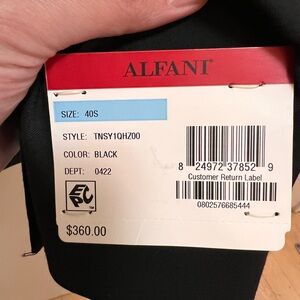 ALFANI
SIZE: 40S
STYLE: TNSY1QHZ00
COLOR: BLACK
DEPT: 0422
8 24972 37852 9
Customer Return Label
0802576685444
EPC
$360.00